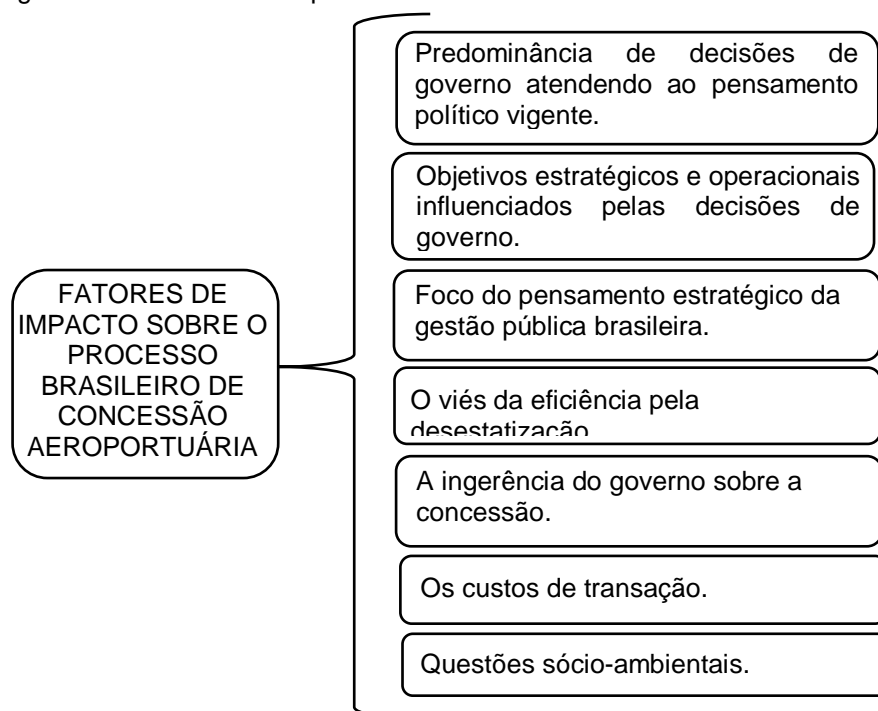 Predominância de decisões de
governo atendendo ao pensamento
político vigente.
Objetivos estratégicos e operacionais
influenciados pelas decisões de
governo.
FATORES DE
IMPACTO SOBRE O
PROCESSO
BRASILEIRO DE
CONCESSÃO
AEROPORTUÁRIA
Foco do pensamento estratégico da
gestão pública brasileira.
O viés da eficiência pela
desestatização
A ingerência do governo sobre a
concessão.
Os custos de transação.
Questões sócio-ambientais.